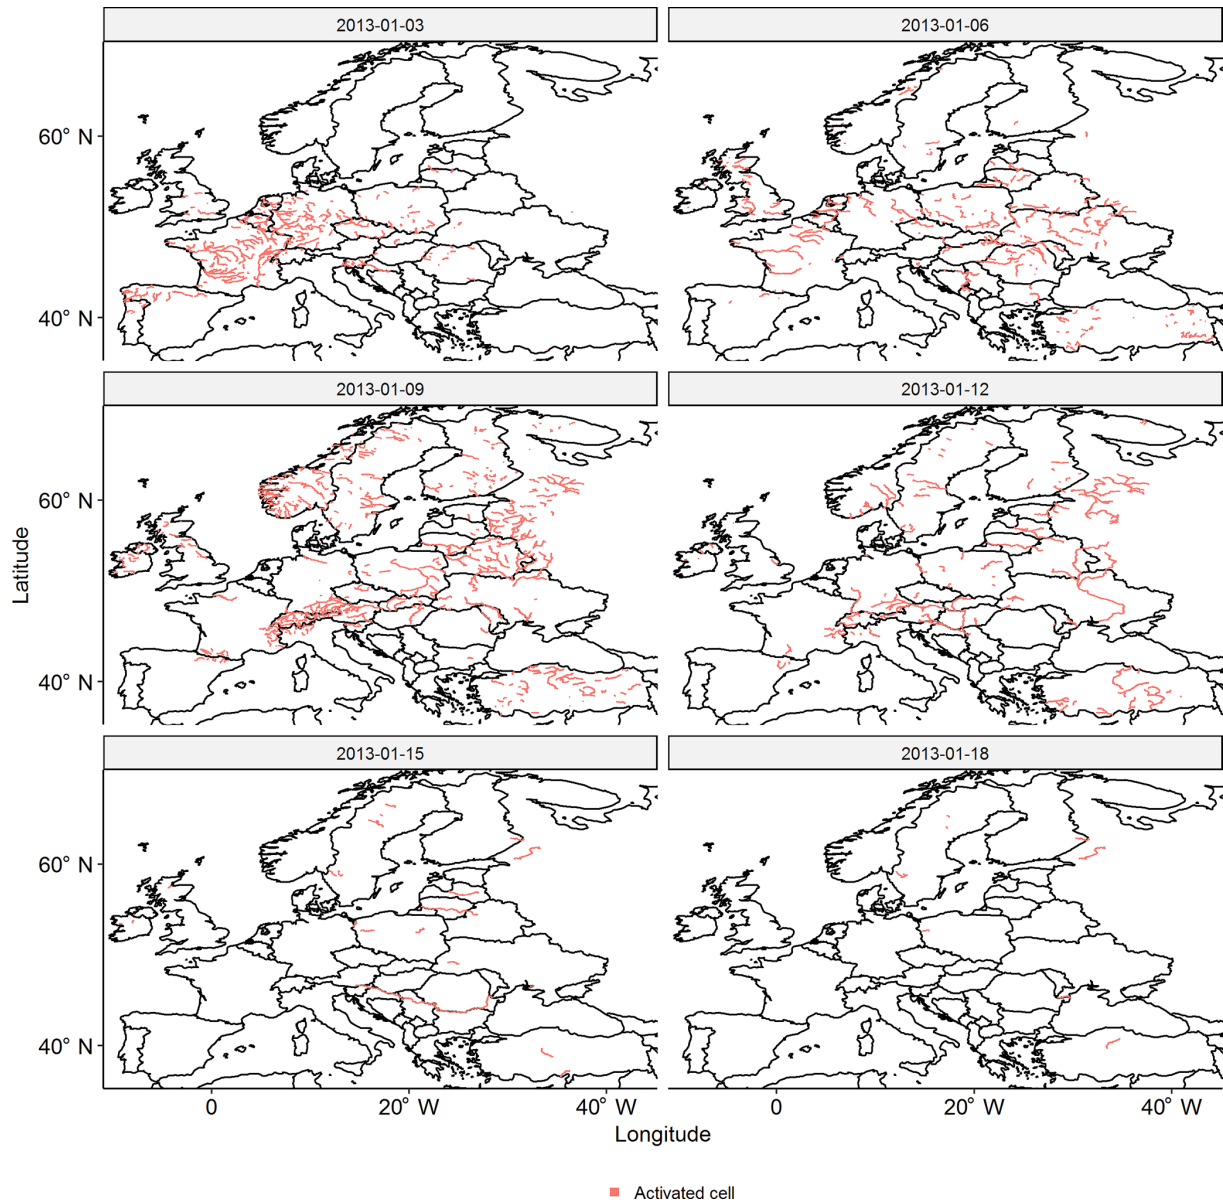 2013-01-03
2013-01-06
60° N
40° N
2013-01-09
2013-01-12
60° N
40° N
Latitude
2013-01-15
2013-01-18
60° N
40° N
0
20° W
40° W
0
20° W
40° W
Longitude
Activated cell